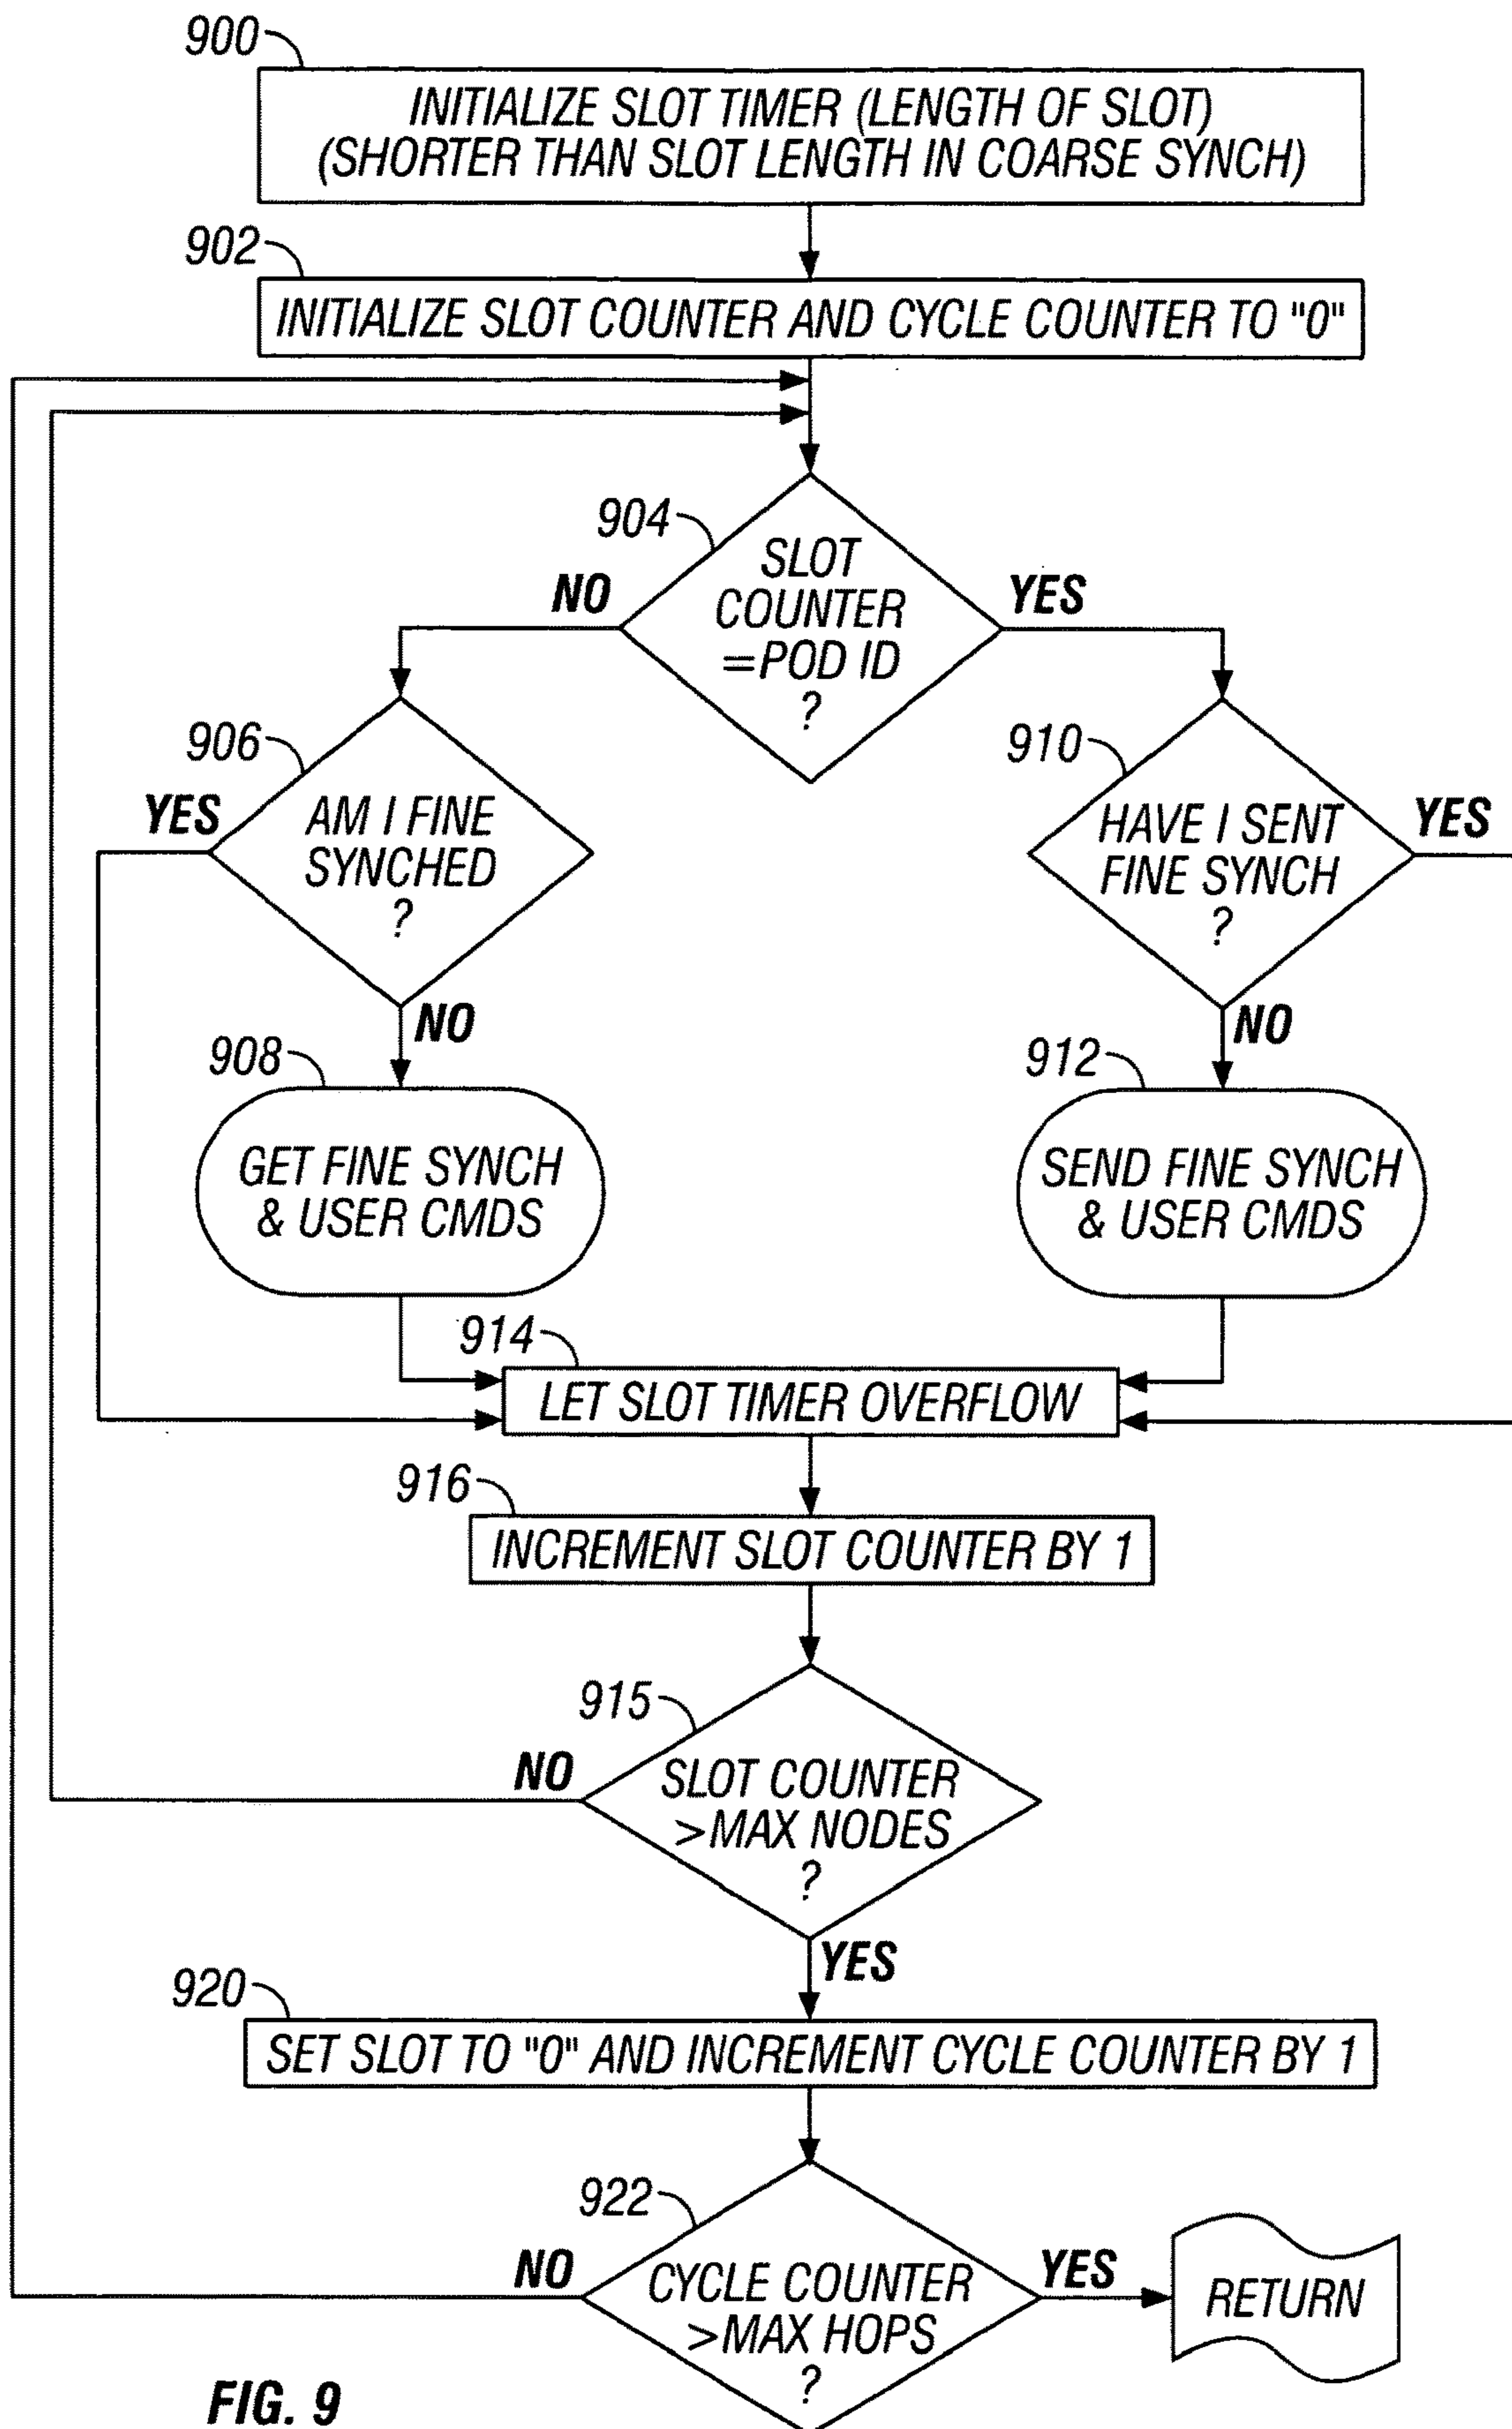 900
INITIALIZE SLOT TIMER (LENGTH OF SLOT)
(SHORTER THAN SLOT LENGTH IN COARSE SYNCH)
902
INITIALIZE SLOT COUNTER AND CYCLE COUNTER TO "0"
904
SLOT
COUNTER
=POD ID
?
NO
YES
906
AM I FINE
SYNCHED
?
YES
NO
910
HAVE I SENT
FINE SYNCH
?
YES
NO
908
GET FINE SYNCH
& USER CMDS
912
SEND FINE SYNCH
& USER CMDS
914
LET SLOT TIMER OVERFLOW
916
INCREMENT SLOT COUNTER BY 1
915
SLOT COUNTER
>MAX NODES
?
NO
YES
920
SET SLOT TO "0" AND INCREMENT CYCLE COUNTER BY 1
922
CYCLE COUNTER
>MAX HOPS
?
NO
YES
RETURN
FIG. 9